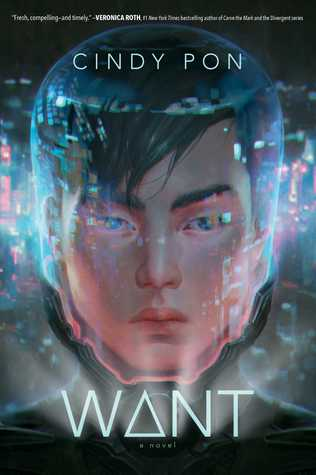 "Fresh, compelling—and timely." –VERONICA ROTH, #1 New York Times bestselling author of Carve the Mark and the Divergent series
CINDY PON
WANT
a novel